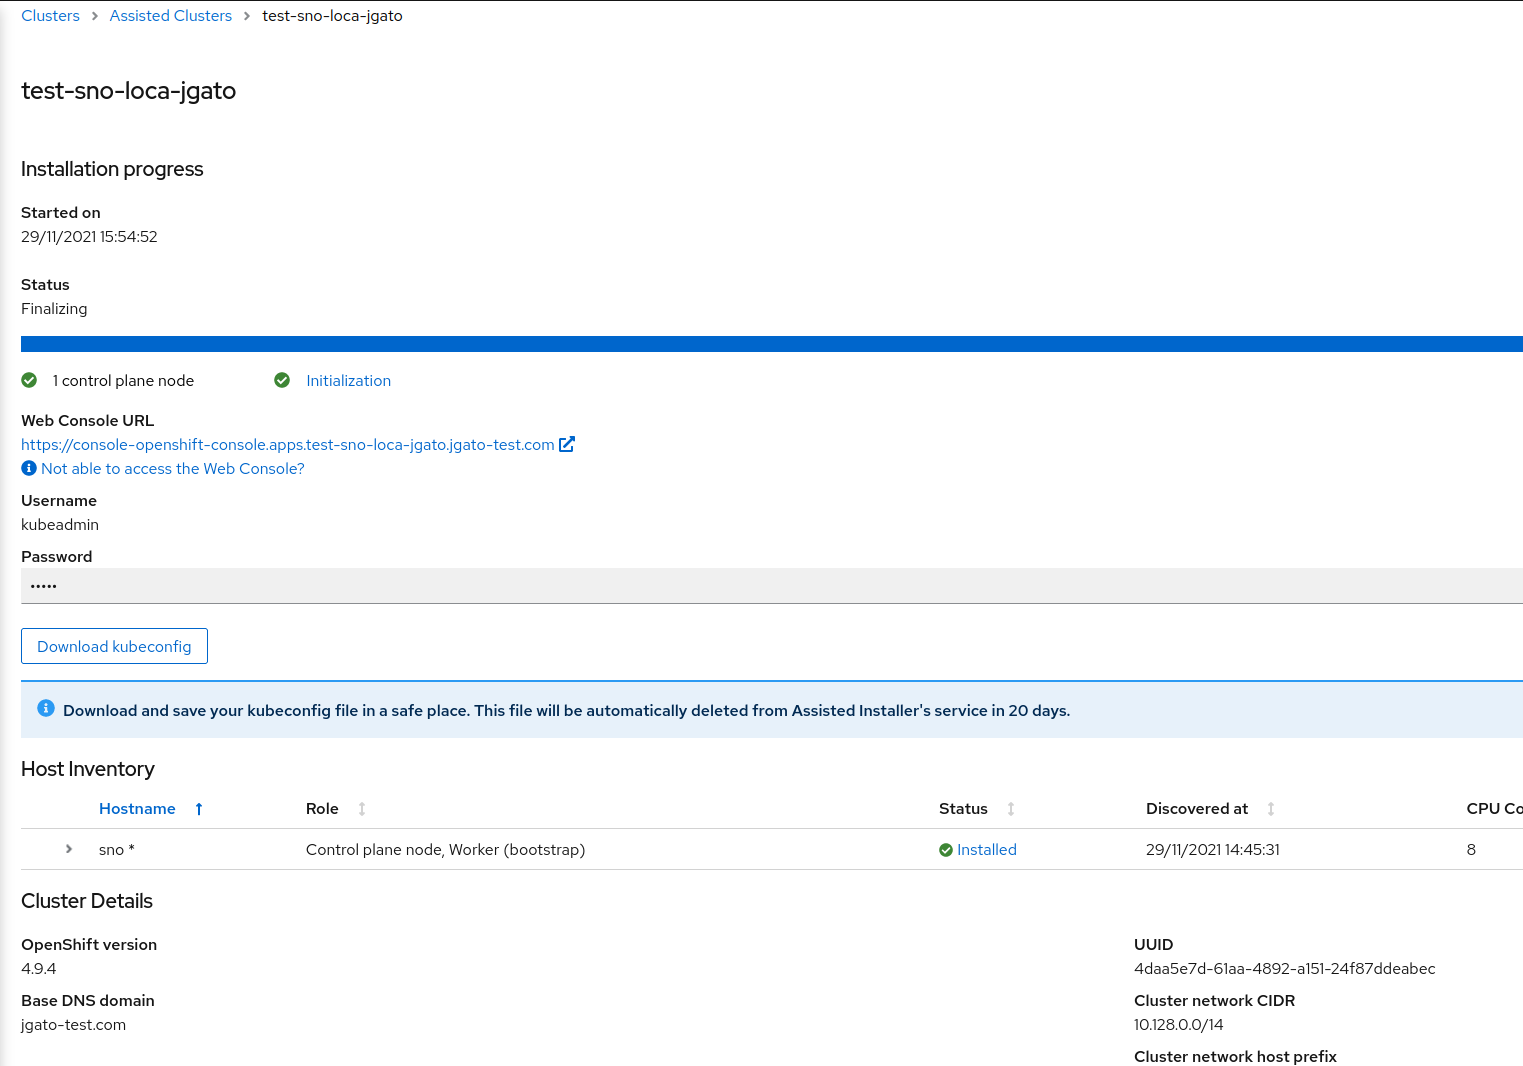 Clusters > Assisted Clusters > test-sno-loca-jgato
test-sno-loca-jgato
Installation progress
Started on
29/11/2021 15:54:52
Status
Finalizing
1 control plane node Initialization
Web Console URL
https://console-openshift-console.apps.test-sno-loca-jgato.jgato-test.com
Not able to access the Web Console?
Username
kubeadmin
Password
•••••
Download kubeconfig
Download and save your kubeconfig file in a safe place. This file will be automatically deleted from Assisted Installer's service in 20 days.
Host Inventory
Hostname Role Status Discovered at CPU Co
sno * Control plane node, Worker (bootstrap) Installed 29/11/2021 14:45:31 8
Cluster Details
OpenShift version
4.9.4
Base DNS domain
jgato-test.com
UUID
4daa5e7d-61aa-4892-a151-24f87ddeabec
Cluster network CIDR
10.128.0.0/14
Cluster network host prefix